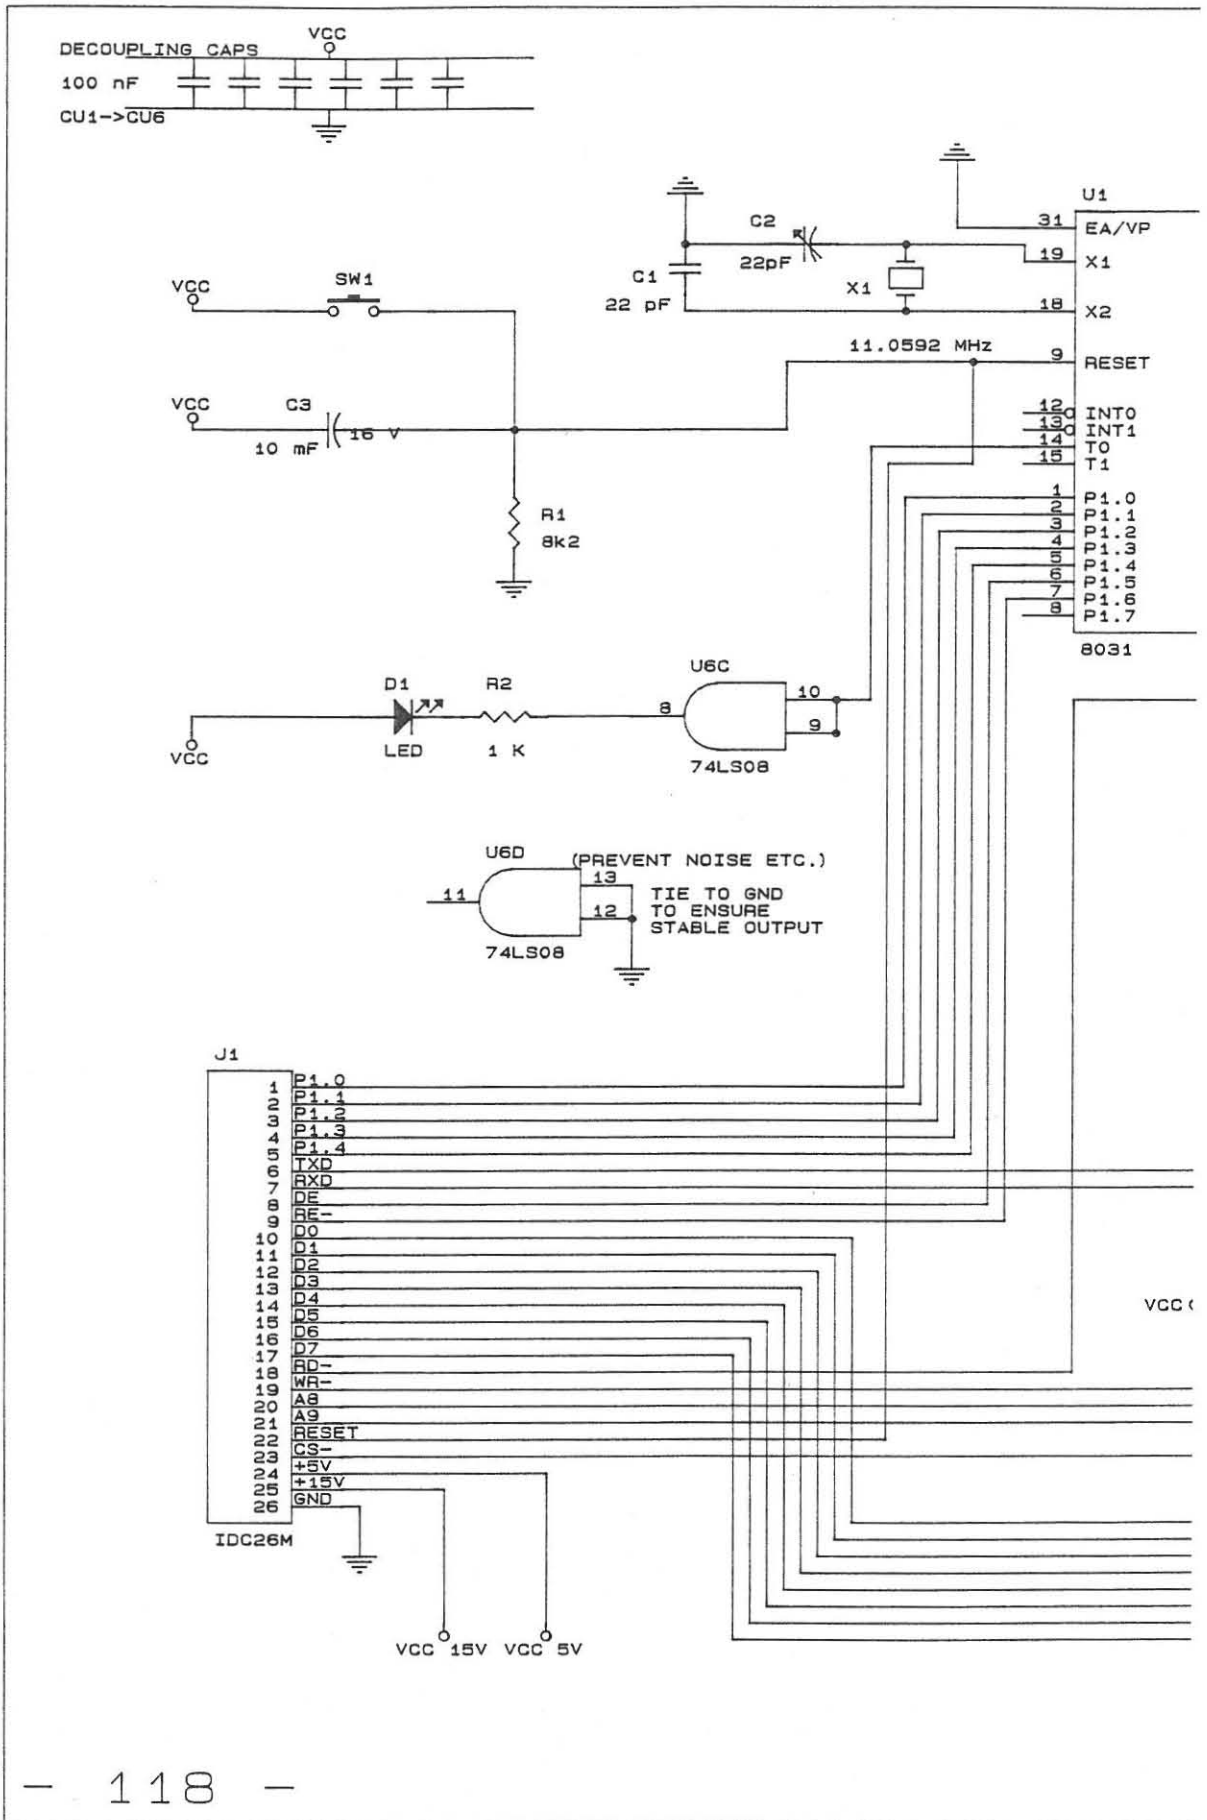 VCC
DECOUPLING CAPS
100 nF
CU1->CU6
U1
C2
31 EA/VP
22pF
19 X1
C1
X1
22 pF
18 X2
VCC
SW1
11.0592 MHz
9 RESET
VCC
C3
16 V
10 mF
12 INT0
13 INT1
14 T0
15 T1
R1
8k2
1 P1.0
2 P1.1
3 P1.2
4 P1.3
5 P1.4
6 P1.5
7 P1.6
8 P1.7
8031
U6C
D1
R2
10
8
9
VCC
LED
1 K
74LS08
U6D
(PREVENT NOISE ETC.)
13
11
TIE TO GND
12
TO ENSURE
STABLE OUTPUT
74LS08
J1
1 P1.0
2 P1.1
3 P1.2
4 P1.3
5 P1.4
6 TXD
7 RXD
8 DE
9 RE-
10 D0
11 D1
12 D2
13 D3
14 D4
15 D5
16 D6
17 D7
18 RD-
19 WR-
20 A8
21 A9
22 RESET
23 CS-
24 +5V
25 +15V
26 GND
VCC
IDC26M
VCC 15V
VCC 5V
- 118 -